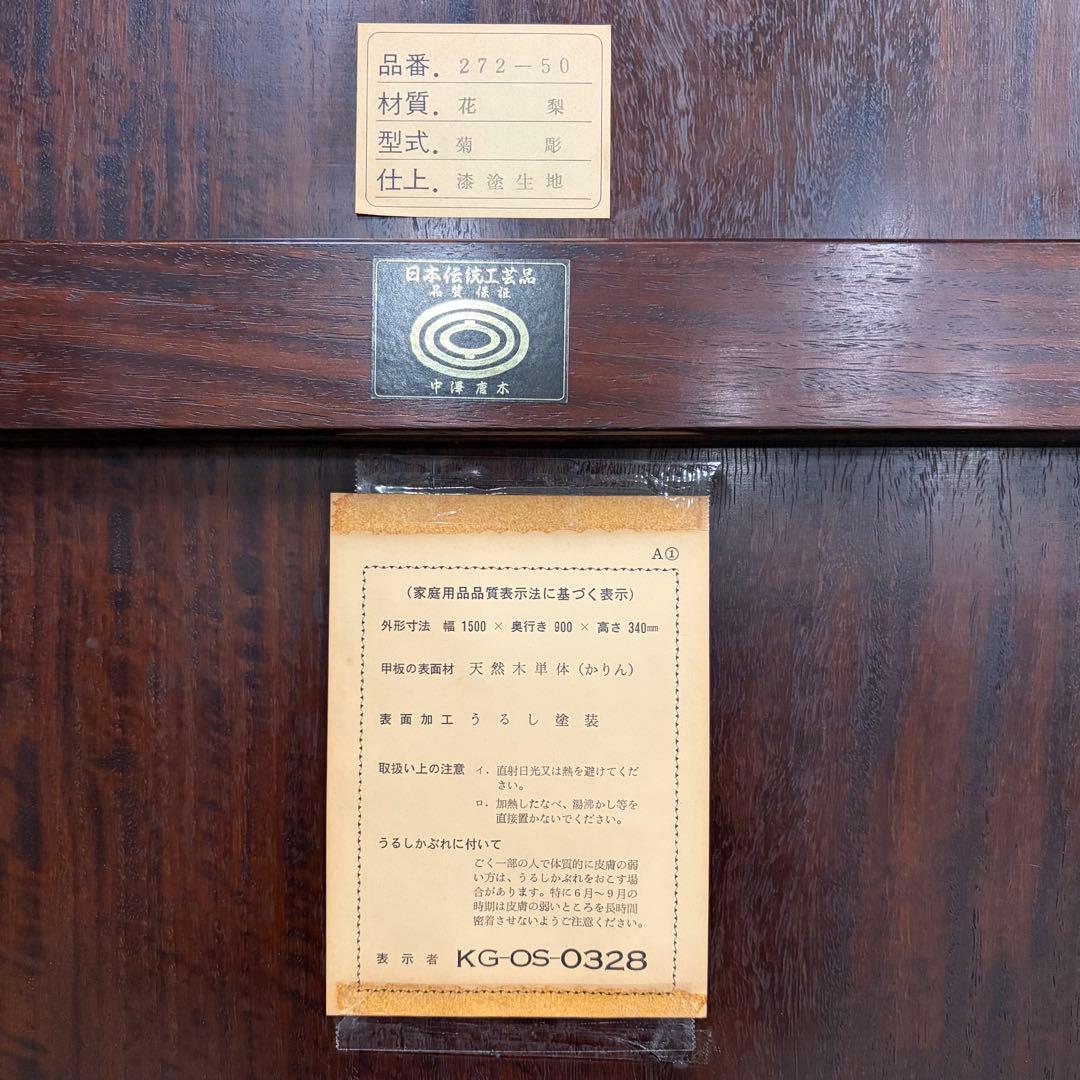 品番. 272-50
材質. 花 梨
型式. 菊 彫
仕上. 漆塗生地
日本伝统工芸品
品質保証
中澤唐木
A①
(家庭用品品質表示法に基づく表示)
外形寸法 幅 1500 × 奥行き 900 × 高さ 340mm
甲板の表面材 天然木単体(かりん)
表面加工 うるし塗装
取扱い上の注意 イ. 直射日光又は熱を避けてくだ
さい。
ロ. 加熱したなべ、湯沸かし等を
直接置かないでください。
うるしかぶれに付いて
ごく一部の人で体質的に皮膚の弱
い方は、うるしかぶれをおこす場
合があります。特に6月〜9月の
時期は皮膚の弱いところを長時間
密着させないようご注意ください。
表示者 KG-OS-0328